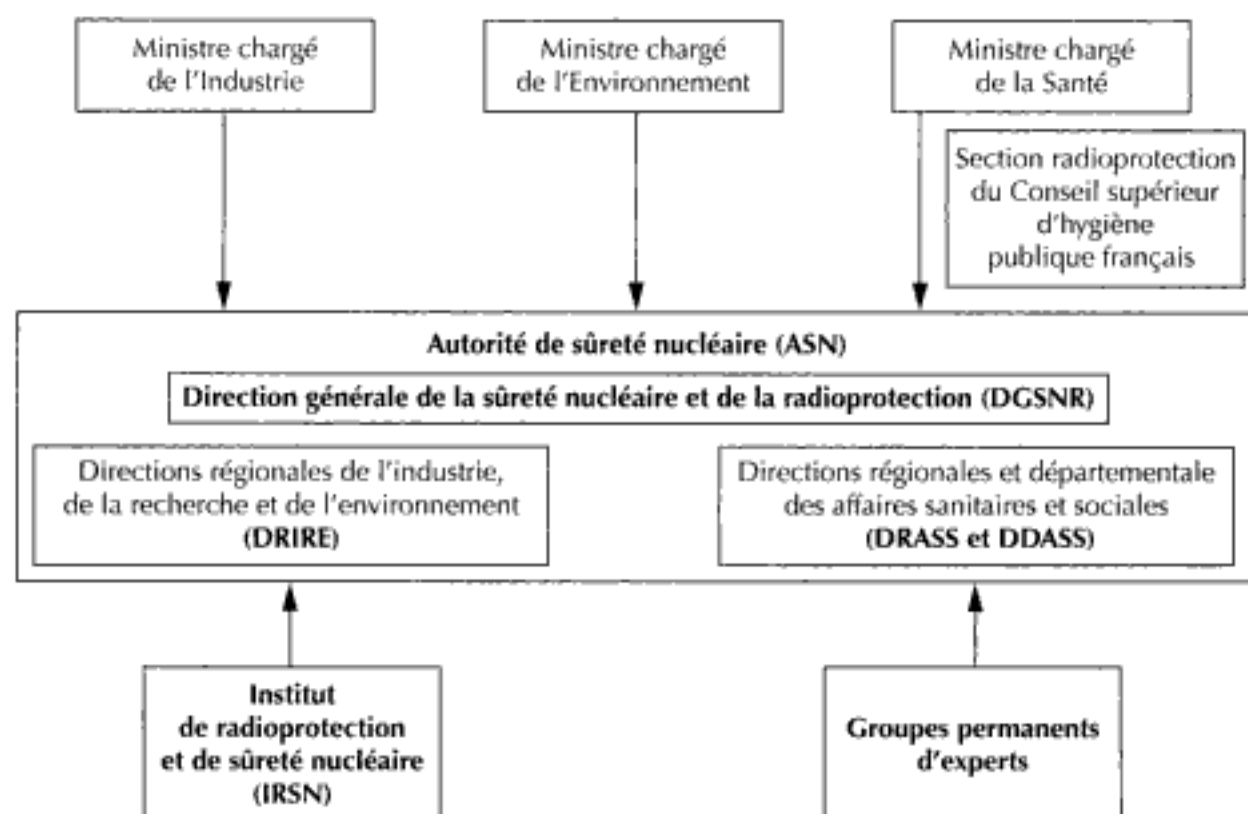 Ministre chargé
de l'Industrie
Ministre chargé
de l'Environnement
Ministre chargé
de la Santé
Section radioprotection
du Conseil supérieur
d'hygiène
publique français
Autorité de sûreté nucléaire (ASN)
Direction générale de la sûreté nucléaire et de la radioprotection (DGSNR)
Directions régionales de l'industrie,
de la recherche et de l'environnement
(DRIRE)
Directions régionales et départementale
des affaires sanitaires et sociales
(DRASS et DDASS)
Institut
de radioprotection
et de sûreté nucléaire
(IRSN)
Groupes permanents
d'experts